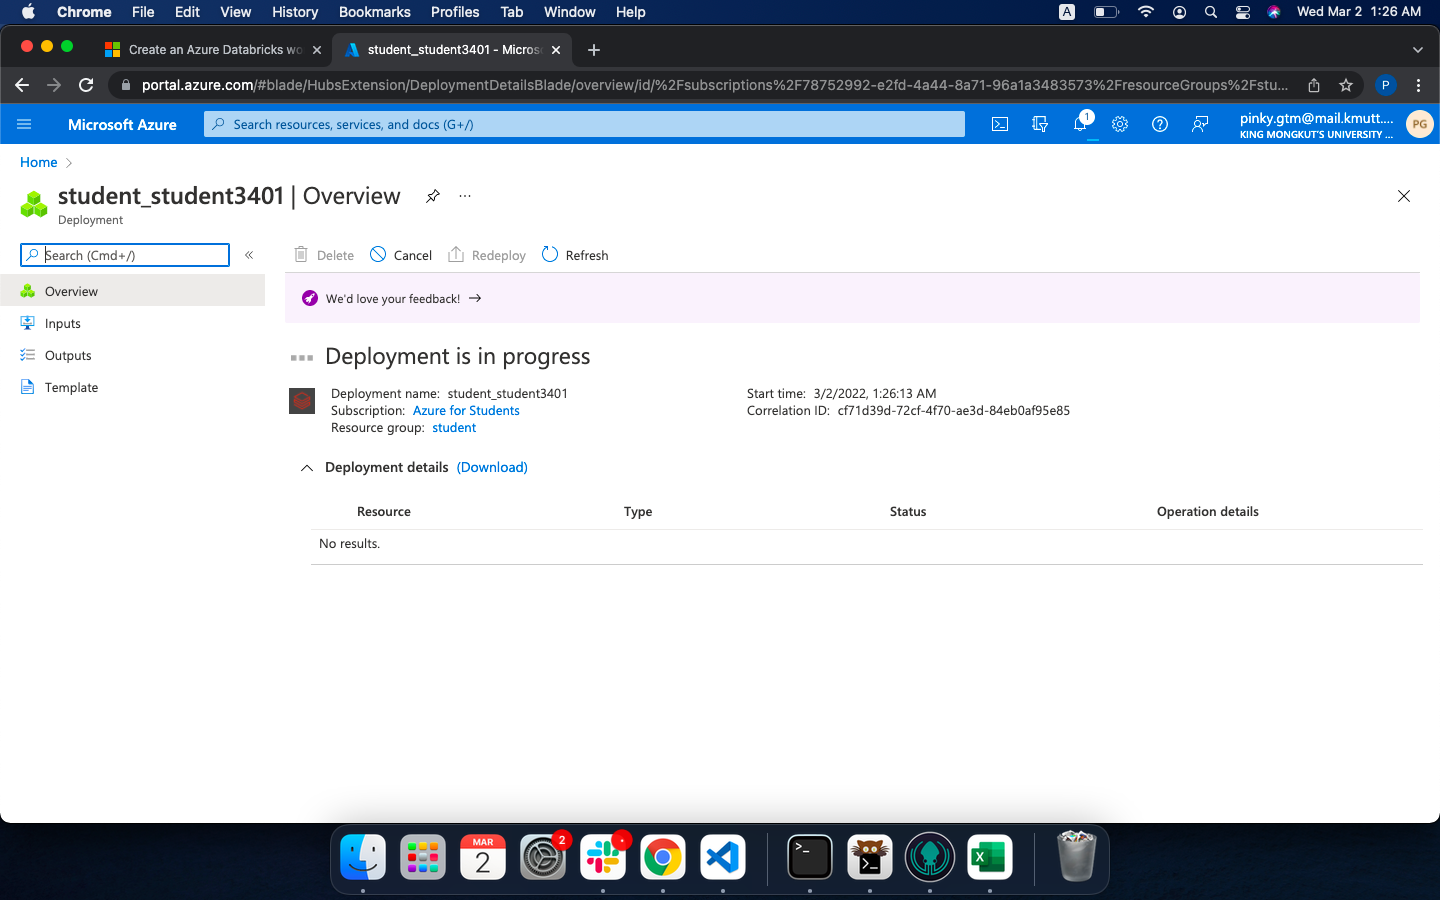 Chrome File Edit View History Bookmarks Profiles Tab Window Help A Wed Mar 2 1:26 AM
Create an Azure Databricks wo
student_student3401 - Micros
portal.azure.com/#blade/HubsExtension/DeploymentDetailsBlade/overview/id/%2Fsubscriptions%2F78752992-e2fd-4a44-8a71-96a1a3483573%2FresourceGroups%2Fstu... P
Microsoft Azure
Search resources, services, and docs (G+/)
1
pinky.gtm@mail.kmutt....
KING MONGKUT'S UNIVERSITY ...
PG
Home
student_student3401 | Overview
Deployment
Search (Cmd+/)
Delete Cancel Redeploy Refresh
Overview
Inputs
Outputs
Template
We'd love your feedback!
Deployment is in progress
Deployment name: student_student3401
Subscription: Azure for Students
Resource group: student
Start time: 3/2/2022, 1:26:13 AM
Correlation ID: cf71d39d-72cf-4f70-ae3d-84eb0af95e85
Deployment details (Download)
Resource Type Status Operation details
No results.
MAR
2
2